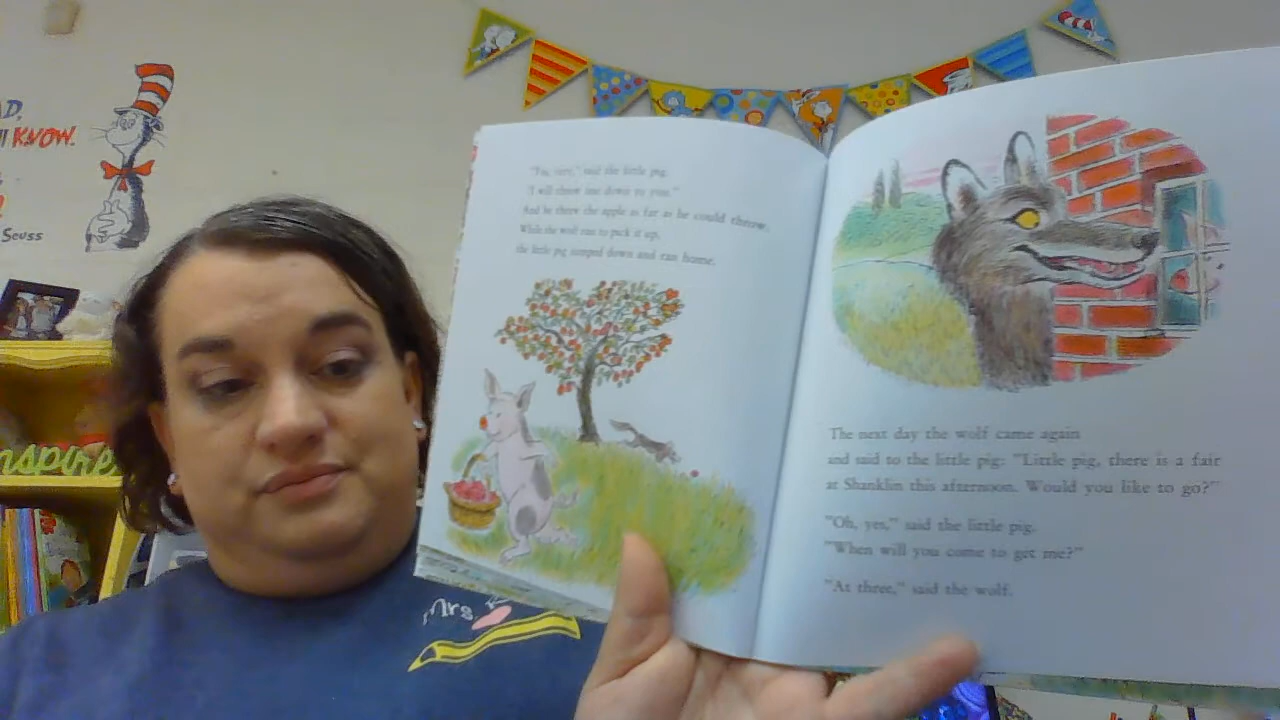 AD,
I KNOW.
Seuss
inspire
Mrs
"Yes, very," said the little pig.
"I will throw one down to you."
And he threw the apple as far as he could throw.
While the wolf ran to pick it up,
the little pig jumped down and ran home.
The next day the wolf came again
and said to the little pig: "Little pig, there is a fair
at Shanklin this afternoon. Would you like to go?"
"Oh, yes," said the little pig.
"When will you come to get me?"
"At three," said the wolf.